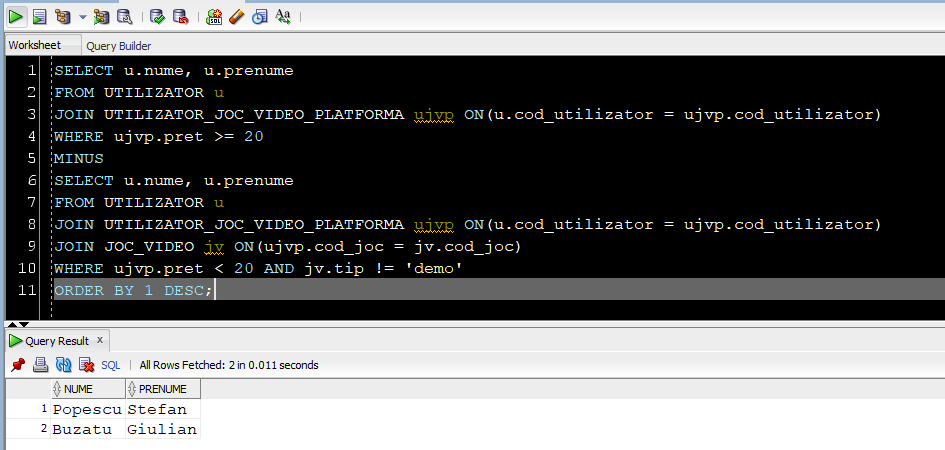 SQL
Aa
Worksheet Query Builder
1 SELECT u.nume, u.prenume
2 FROM UTILIZATOR u
3 JOIN UTILIZATOR_JOC_VIDEO_PLATFORMA ujvp ON(u.cod_utilizator = ujvp.cod_utilizator)
4 WHERE ujvp.pret >= 20
5 MINUS
6 SELECT u.nume, u.prenume
7 FROM UTILIZATOR u
8 JOIN UTILIZATOR_JOC_VIDEO_PLATFORMA ujvp ON(u.cod_utilizator = ujvp.cod_utilizator)
9 JOIN JOC_VIDEO jv ON(ujvp.cod_joc = jv.cod_joc)
10 WHERE ujvp.pret < 20 AND jv.tip != 'demo'
11 ORDER BY 1 DESC;
Query Result x
SQL | All Rows Fetched: 2 in 0.011 seconds
NUME PRENUME
1 Popescu Stefan
2 Buzatu Giulian